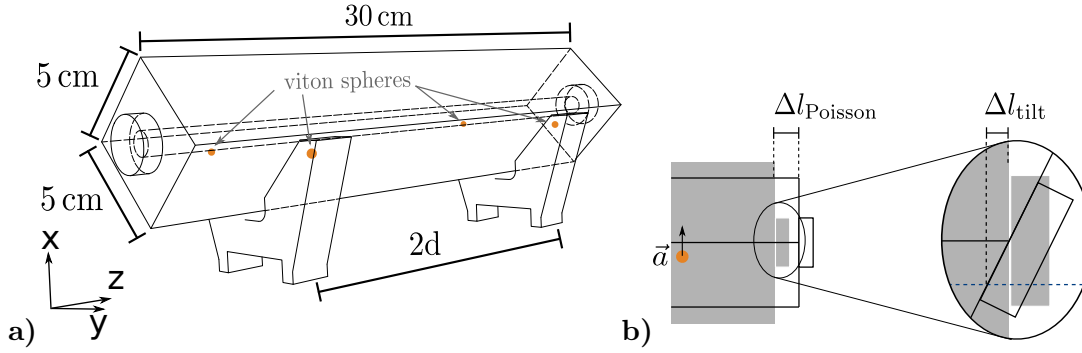 30 cm
5 cm
viton spheres
5 cm
2d
x
z
y
a)
Δl_Poisson
Δl_tilt
a⃗
b)